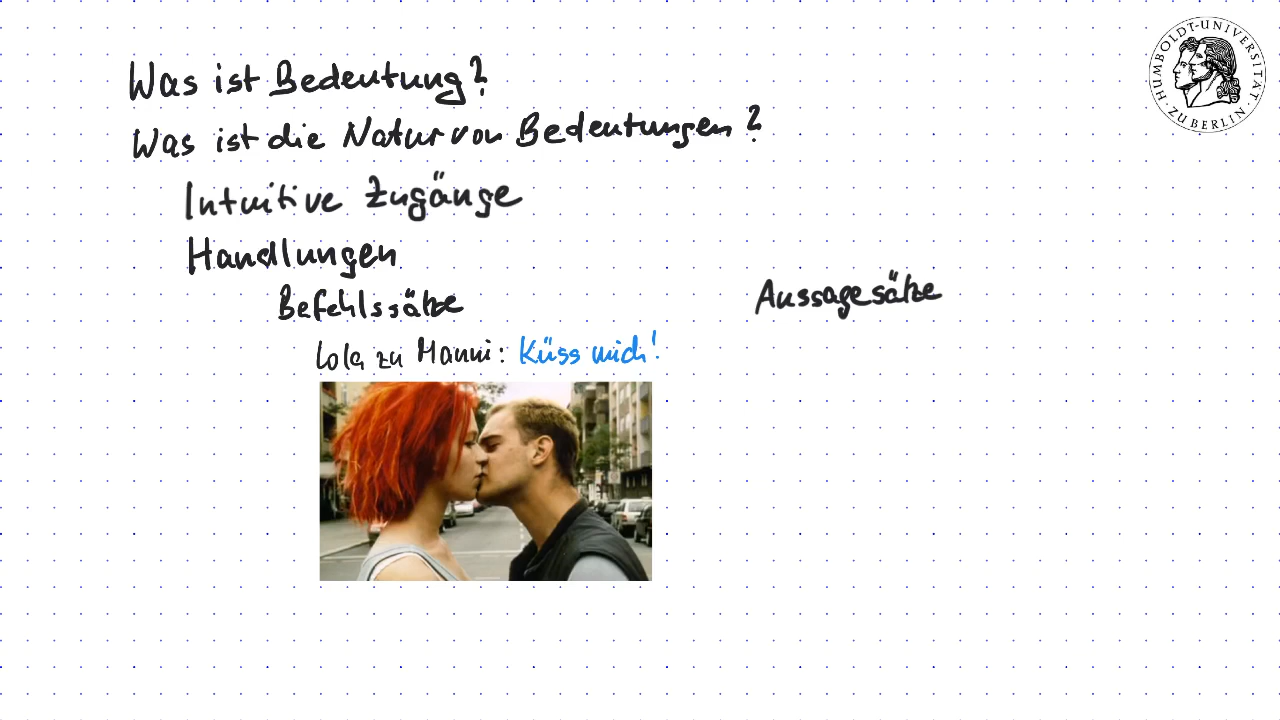 Was ist Bedeutung?
Was ist die Natur von Bedeutungen?
Intuitive Zugänge
Handlungen
Befehlssätze
Aussagesätze
Lola zu Manni: Küss mich!
HUMBOLDT-UNIVERSITÄT ZU BERLIN